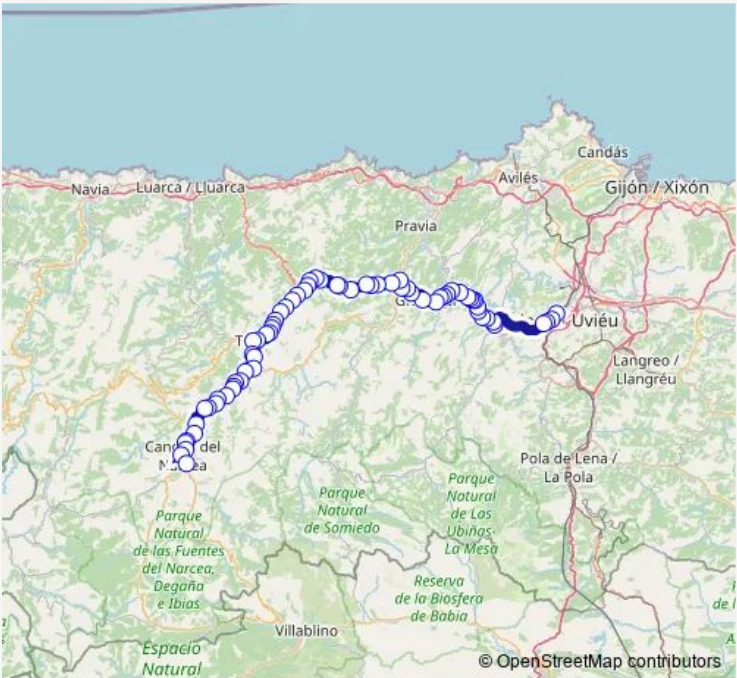 Candás
Avilés
Gijón / Xixón
Navia
Luarca / Ḷḷuarca
Pravia
Uviéu
Langreo /
Llangréu
del
Pola de Lena /
La Pola
Parque
Natural
de Somiedo
Parque
Natural
de Las
Ubiñas-
La Mesa
Parque
Natural
de las Fuentes
del Narcea,
Degaña
e Ibias
Reserva
de la Biosfera
de Babia
Villablino
Espacio
Natural
© OpenStreetMap contributors